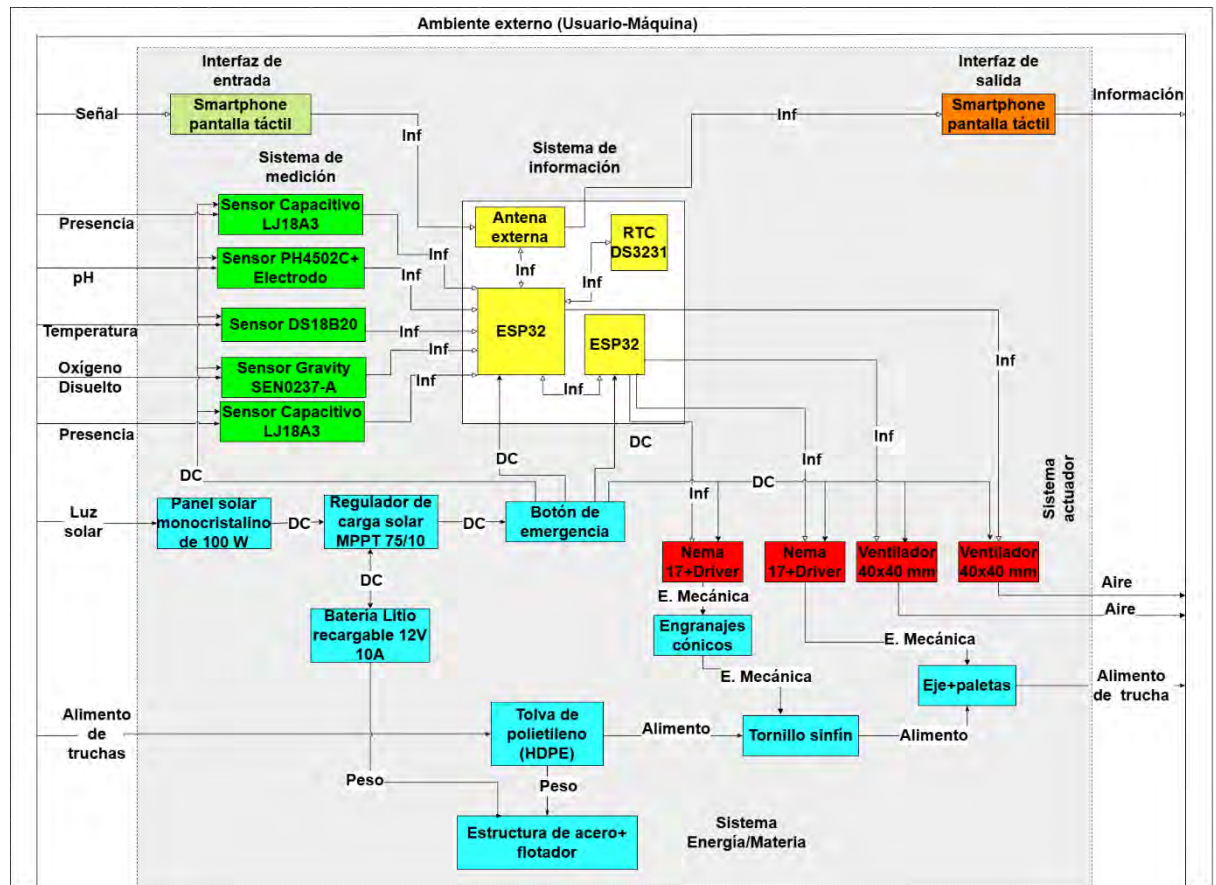 Ambiente externo (Usuario-Máquina)
Interfaz de
entrada
Interfaz de
salida
Señal
Smartphone
pantalla táctil
Inf
Inf
Smartphone
pantalla táctil
Información
Sistema de
medición
Sistema de
información
Presencia
Sensor Capacitivo
LJ18A3
Inf
Antena
externa
RTC
DS3231
pH
Sensor PH4502C+
Electrodo
Inf
Inf
Inf
Temperatura
Sensor DS18B20
Inf
ESP32
ESP32
Inf
Oxígeno
Disuelto
Sensor Gravity
SEN0237-A
Inf
Inf
Inf
Presencia
Sensor Capacitivo
LJ18A3
DC
Inf
Inf
DC
DC
DC
Inf
Sistema
actuador
Luz
solar
Panel solar
monocristalino
de 100 W
DC
Regulador de
carga solar
MPPT 75/10
DC
Botón de
emergencia
DC
Nema
17+Driver
Nema
17+Driver
Ventilador
40x40 mm
Ventilador
40x40 mm
Aire
Aire
Batería Litio
recargable 12V
10A
E. Mecánica
Engranajes
cónicos
E. Mecánica
E. Mecánica
Eje+paletas
Alimento
de trucha
Alimento
de
truchas
Tolva de
polietileno
(HDPE)
Alimento
Tornillo sinfín
Alimento
Peso
Peso
Estructura de acero+
flotador
Sistema
Energía/Materia